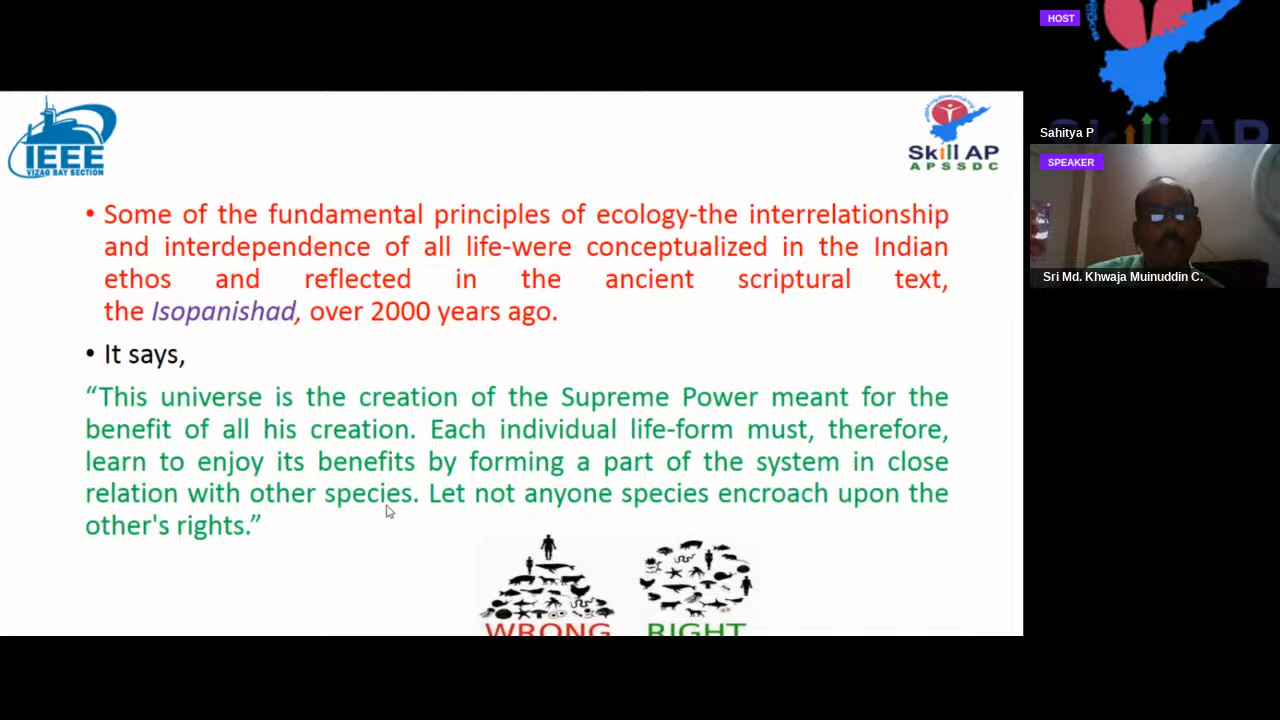 HOST
Sahitya P
SPEAKER
Sri Md. Khwaja Muinuddin C.
IEEE
VIZAG BAY SECTION
Skill AP
APSSDC
Skill AP
• Some of the fundamental principles of ecology-the interrelationship
and interdependence of all life-were conceptualized in the Indian
ethos and reflected in the ancient scriptural text,
the Isopanishad, over 2000 years ago.
• It says,
“This universe is the creation of the Supreme Power meant for the
benefit of all his creation. Each individual life-form must, therefore,
learn to enjoy its benefits by forming a part of the system in close
relation with other species. Let not anyone species encroach upon the
other's rights.”
WRONG RIGHT